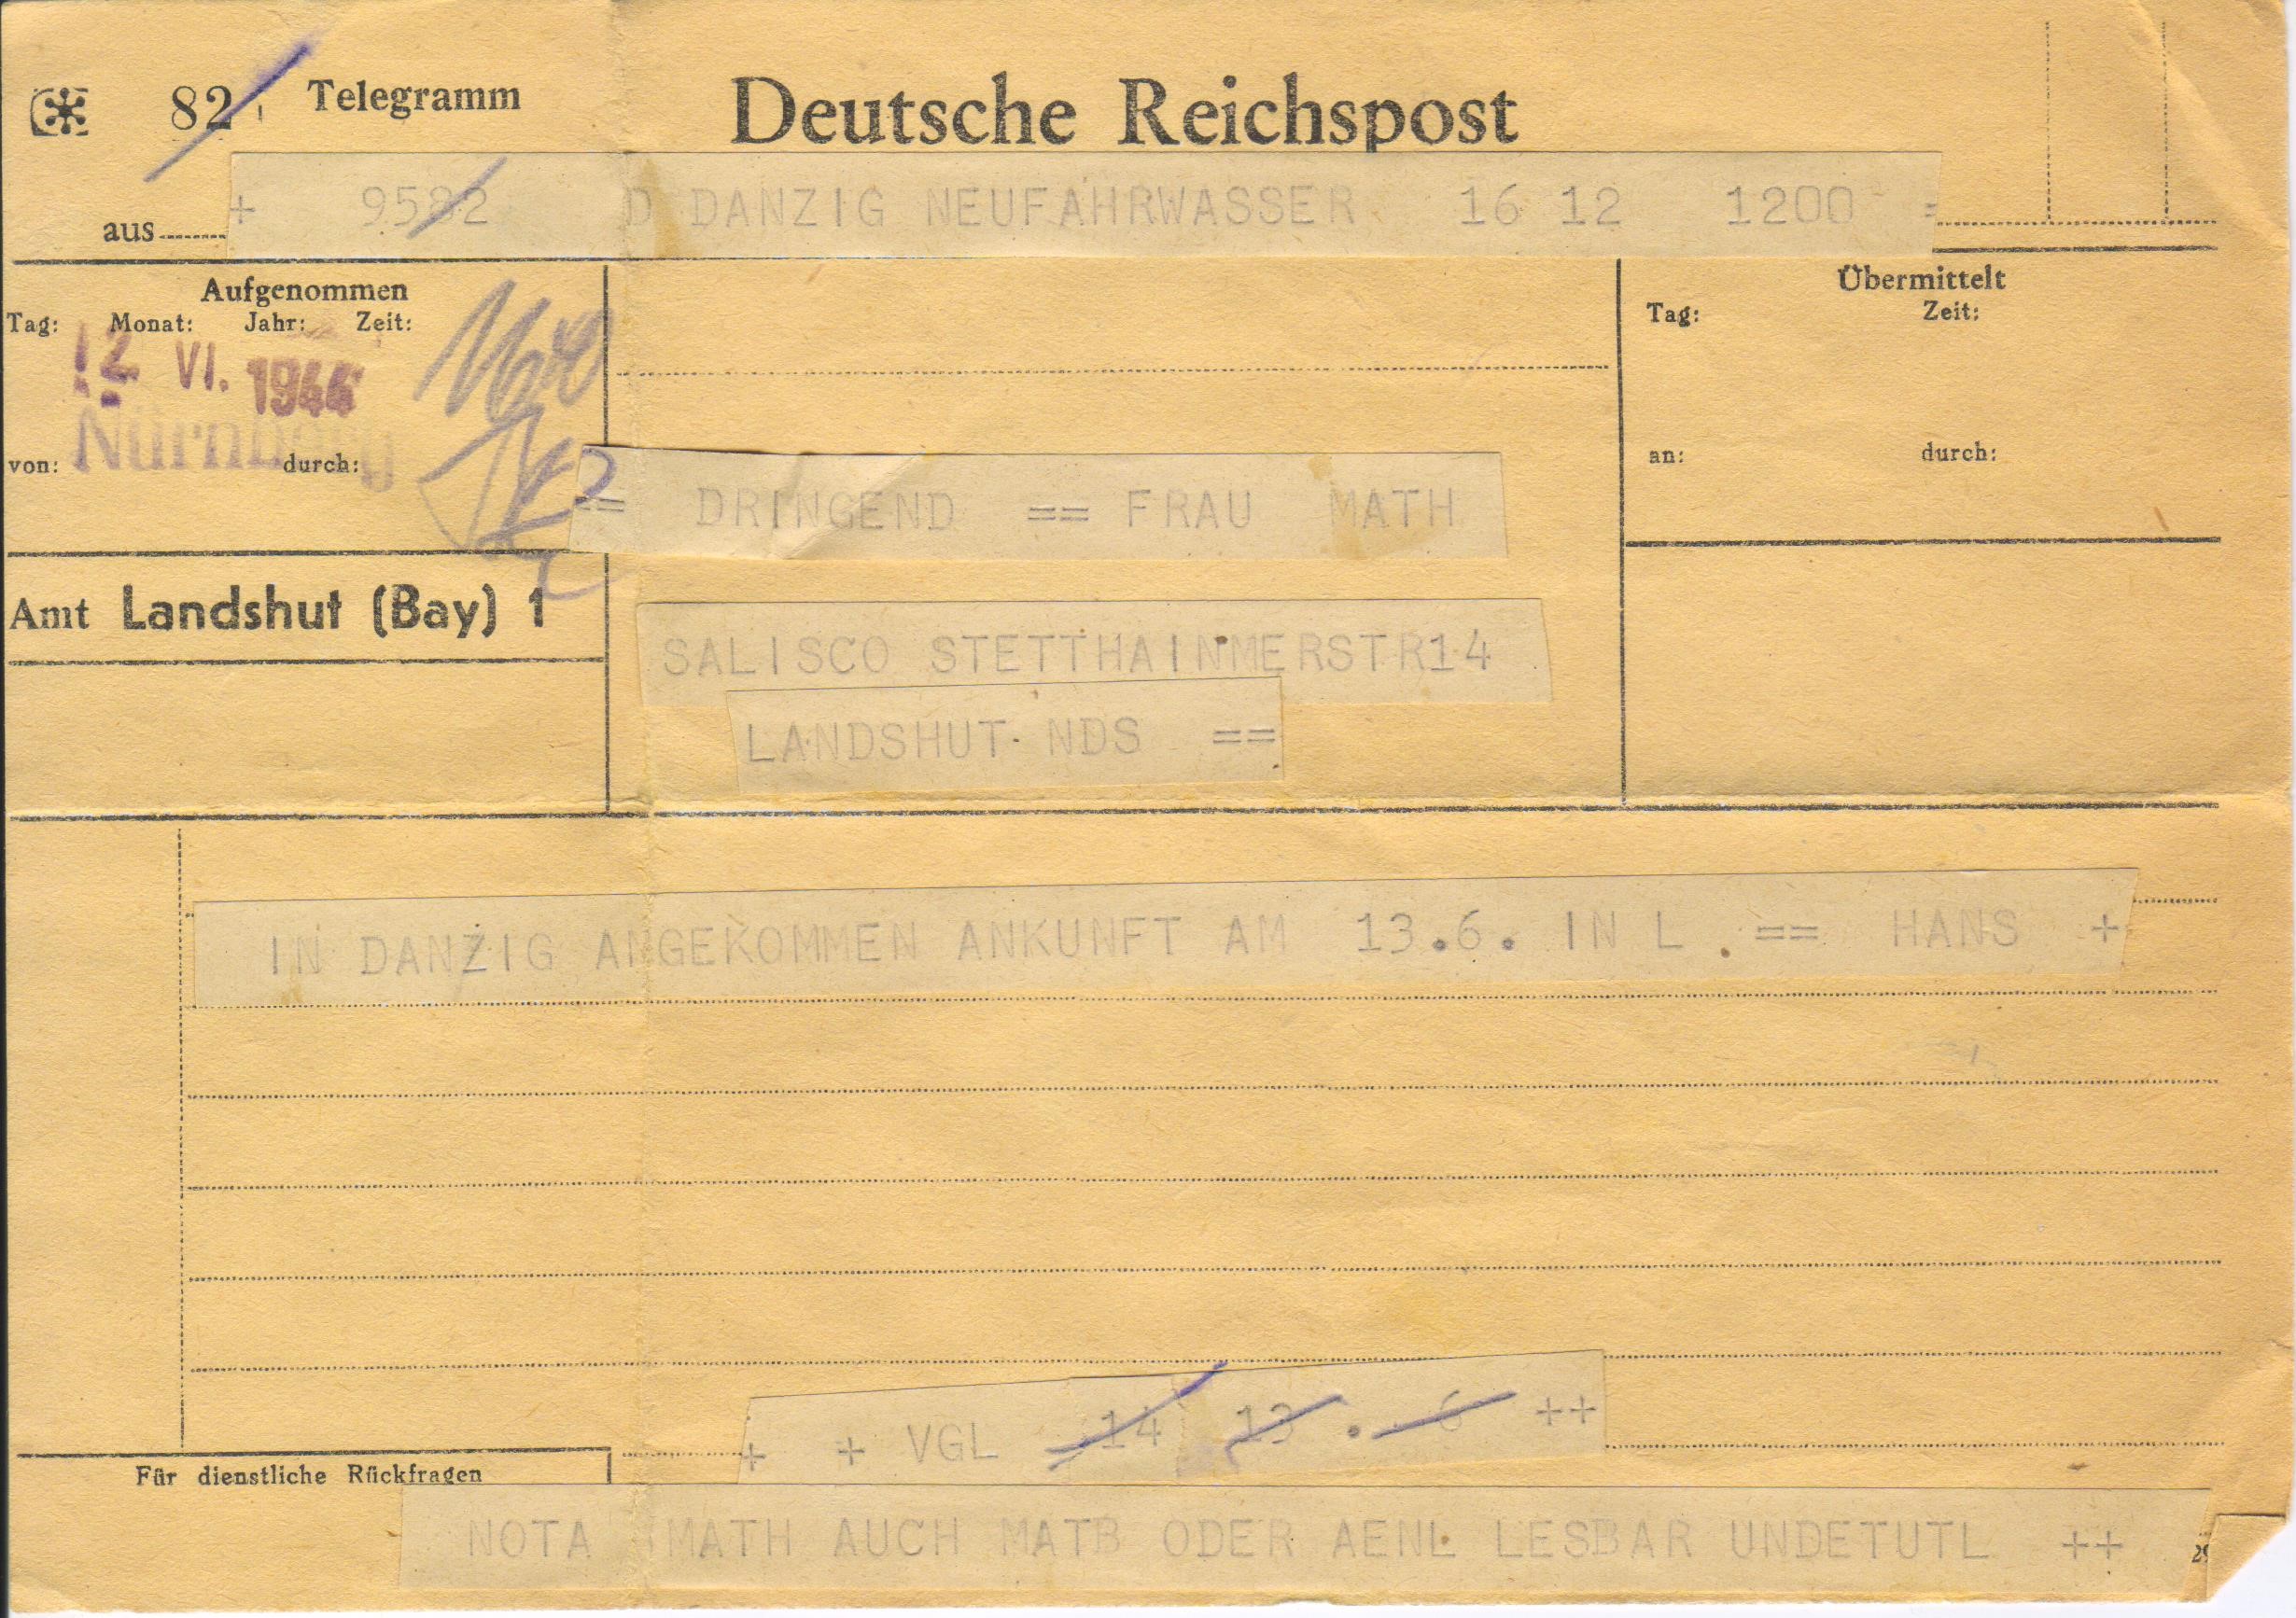 82 Telegramm Deutsche Reichspost
aus + 9582 D DANZIG NEUFAHRWASSER 16 12 1200 =
Aufgenommen
Tag: Monat: Jahr: Zeit:
12. VI. 1944
Nürnberg
von: durch:
Übermittelt
Tag: Zeit:
an: durch:
== DRINGEND == FRAU MATH
Amt Landshut (Bay) 1
SALISCO STETTHAINMERSTR14
LANDSHUT NDS ==
IN DANZIG ANGEKOMMEN ANKUNFT AM 13.6. IN L . == HANS +
+ + VGL 14 13 . 6 ++
Für dienstliche Rückfragen
NOTA MATH AUCH MATB ODER AENL LESBAR UNDETUTL ++